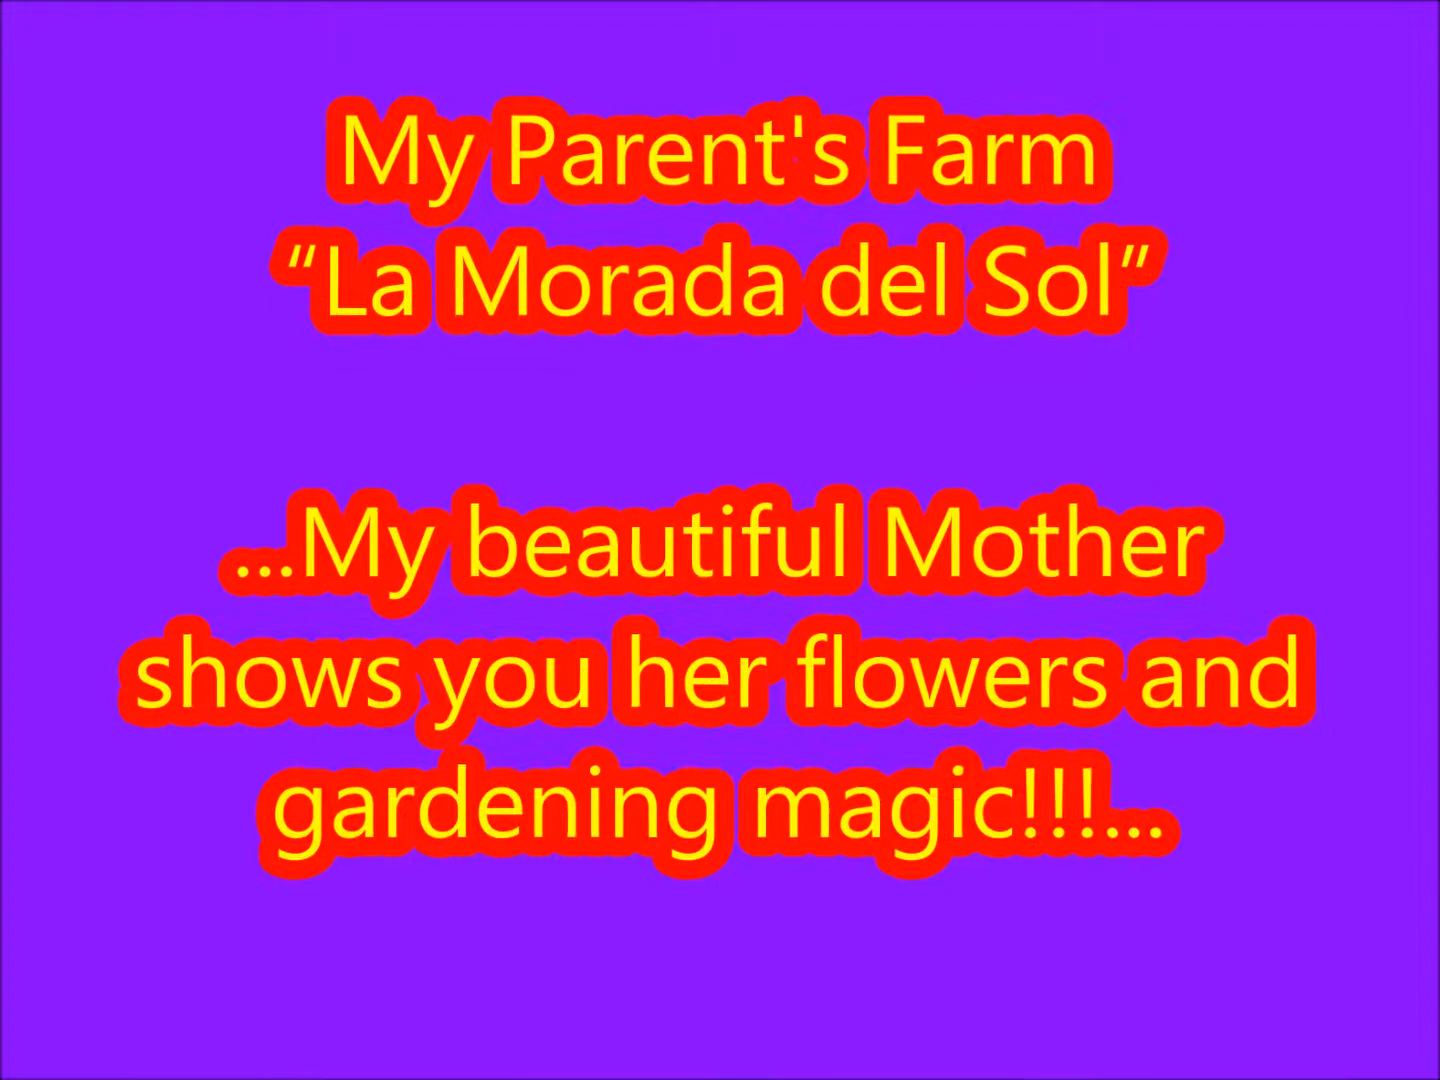 My Parent's Farm
“La Morada del Sol”
...My beautiful Mother
shows you her flowers and
gardening magic!!!...